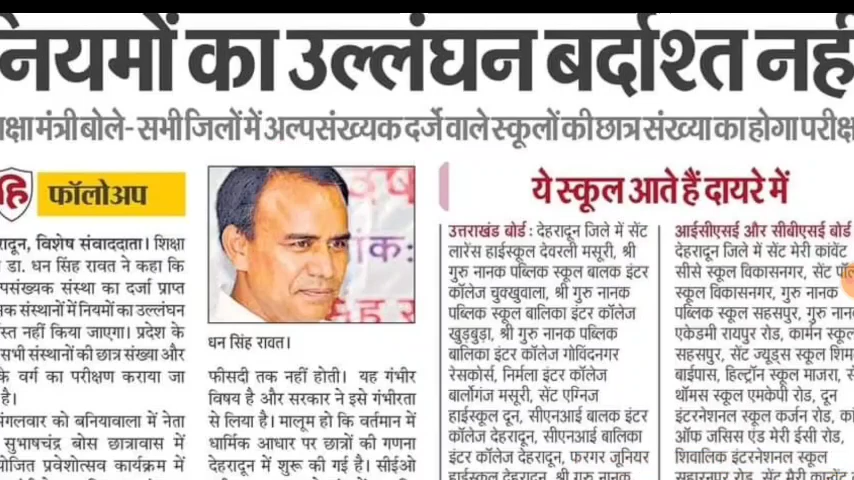 नियमों का उल्लंघन बर्दाश्त नहीं
मंत्री बोले- सभी जिलों में अल्पसंख्यक दर्जे वाले स्कूलों की छात्र संख्या का होगा
हि
फॉलोअप
विशेष संवाददाता। शिक्षा
डा. धन सिंह रावत ने कहा कि
संस्था का दर्जा प्राप्त
संस्थानों में नियमों का उल्लंघन
नहीं किया जाएगा। प्रदेश के
सभी संस्थानों की छात्र संख्या और
के वर्ग का परीक्षण कराया जा
है।
को बनियावाला में नेता
सुभाषचंद्र बोस छात्रावास में
प्रवेशोत्सव कार्यक्रम में
धन सिंह रावत।
फीसदी तक नहीं होती। यह गंभीर
विषय है और सरकार ने इसे गंभीरता
से लिया है। मालूम हो कि वर्तमान में
धार्मिक आधार पर छात्रों की गणना
देहरादून में शुरू की गई है। सीईओ
ये स्कूल आते हैं दायरे में
उत्तराखंड बोर्ड : देहरादून जिले में सेंट
लारेंस हाईस्कूल देवरली मसूरी, श्री
गुरु नानक पब्लिक स्कूल बालक इंटर
कॉलेज चुक्खुवाला, श्री गुरु नानक
पब्लिक स्कूल बालिका इंटर कॉलेज
खुड़बुड़ा, श्री गुरु नानक पब्लिक
बालिका इंटर कॉलेज गोविंदनगर
रेसकोर्स, निर्मला इंटर कॉलेज
बार्लोगंज मसूरी, सेंट एग्निज
हाईस्कूल दून, सीएनआई बालक इंटर
कॉलेज देहरादून, सीएनआई बालिका
इंटर कॉलेज देहरादून, फरगर जूनियर
हाईस्कूल देहरादून, श्री गुरु नानक
आईसीएसई और सीबीएसई बोर्ड
देहरादून जिले में सेंट मेरी कांवेंट
सीसे स्कूल विकासनगर, सेंट
स्कूल विकासनगर, गुरु नानक
पब्लिक स्कूल सहसपुर, गुरु
एकेडमी रायपुर रोड, कार्मन स्कूल
सहसपुर, सेंट ज्यूड्स स्कूल
बाईपास, हिल्ट्रॉन स्कूल माजरा,
थॉमस स्कूल एमकेपी रोड, दून
इंटरनेशनल स्कूल कर्जन रोड,
ऑफ जसिस एंड मेरी ईसी रोड,
शिवालिक इंटरनेशनल स्कूल
सहारनपुर रोड, सेंट मैरी कान्वेंट